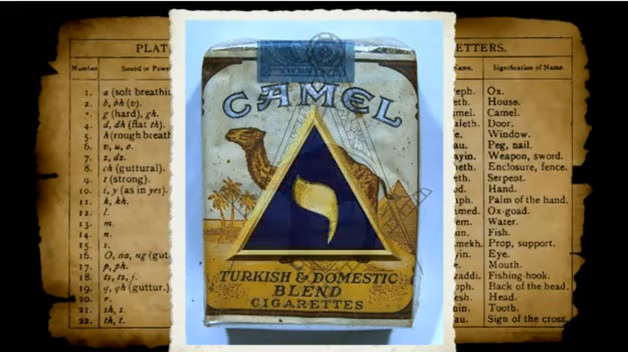 PLAT
ETTERS.
Number
Sound or Powe
ame.
Signification of Name.
1. a (soft breathi eph. Ox.
2. b, bh (v). eth. House.
g (hard), gh. mel. Camel.
4. d, dh (flat th). aleth. Door.
5. h (rough breath Window.
6. v, u, o. au. Peg, nail.
7. z, dz. ayin. Weapon, sword.
8. ch (guttural). eth. Enclosure, fence.
9. t (strong). eth. Serpent.
10. i, y (as in yes). od. Hand.
11. k, kh. aph. Palm of the hand.
12. l. amed. Ox-goad.
13. m. em. Water.
14. n. un. Fish.
15. s. mekh. Prop, support.
16. O, aa, ng (gut yin. Eye.
17. p, ph. e. Mouth.
18. ts, tz, j. zaddi. Fishing-hook.
19. q, qh (guttur.) oph. Back of the head.
20. r. esh. Head.
21. sh, s. in. Tooth.
22. th, t. au. Sign of the cross
CAMEL
י
TURKISH & DOMESTIC
BLEND
CIGARETTES